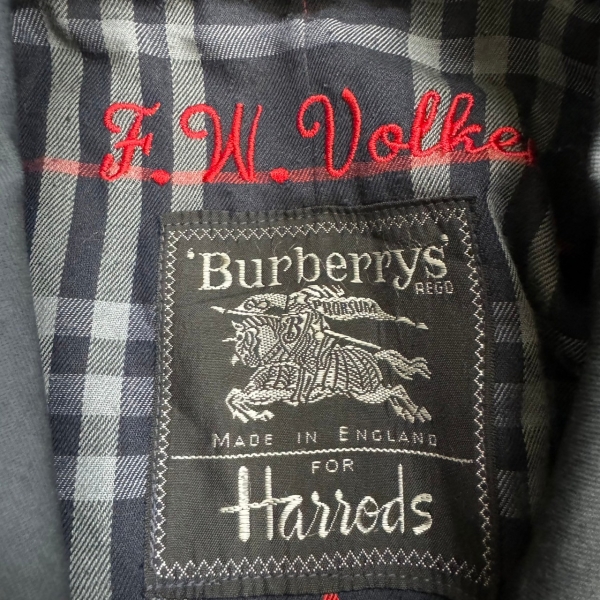 F. W. Volke
'Burberrys'
REGD
PRORSUM
B
MADE IN ENGLAND
FOR
Harrods